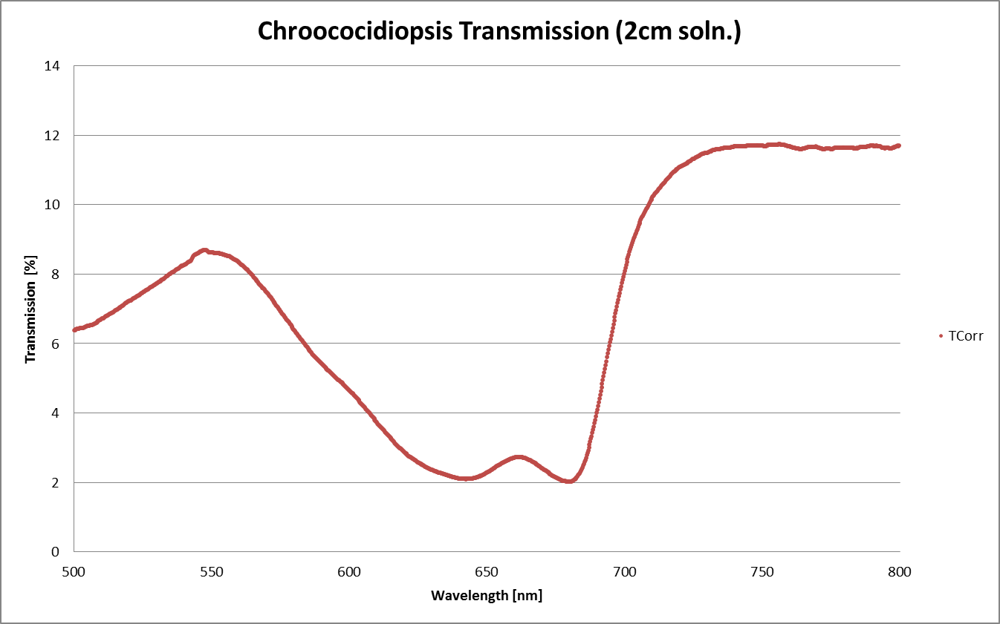 Chroococidiopsis Transmission (2cm soln.)
14
12
10
8
6
4
2
0
Transmission [%]
500 550 600 650 700 750 800
Wavelength [nm]
TCorr